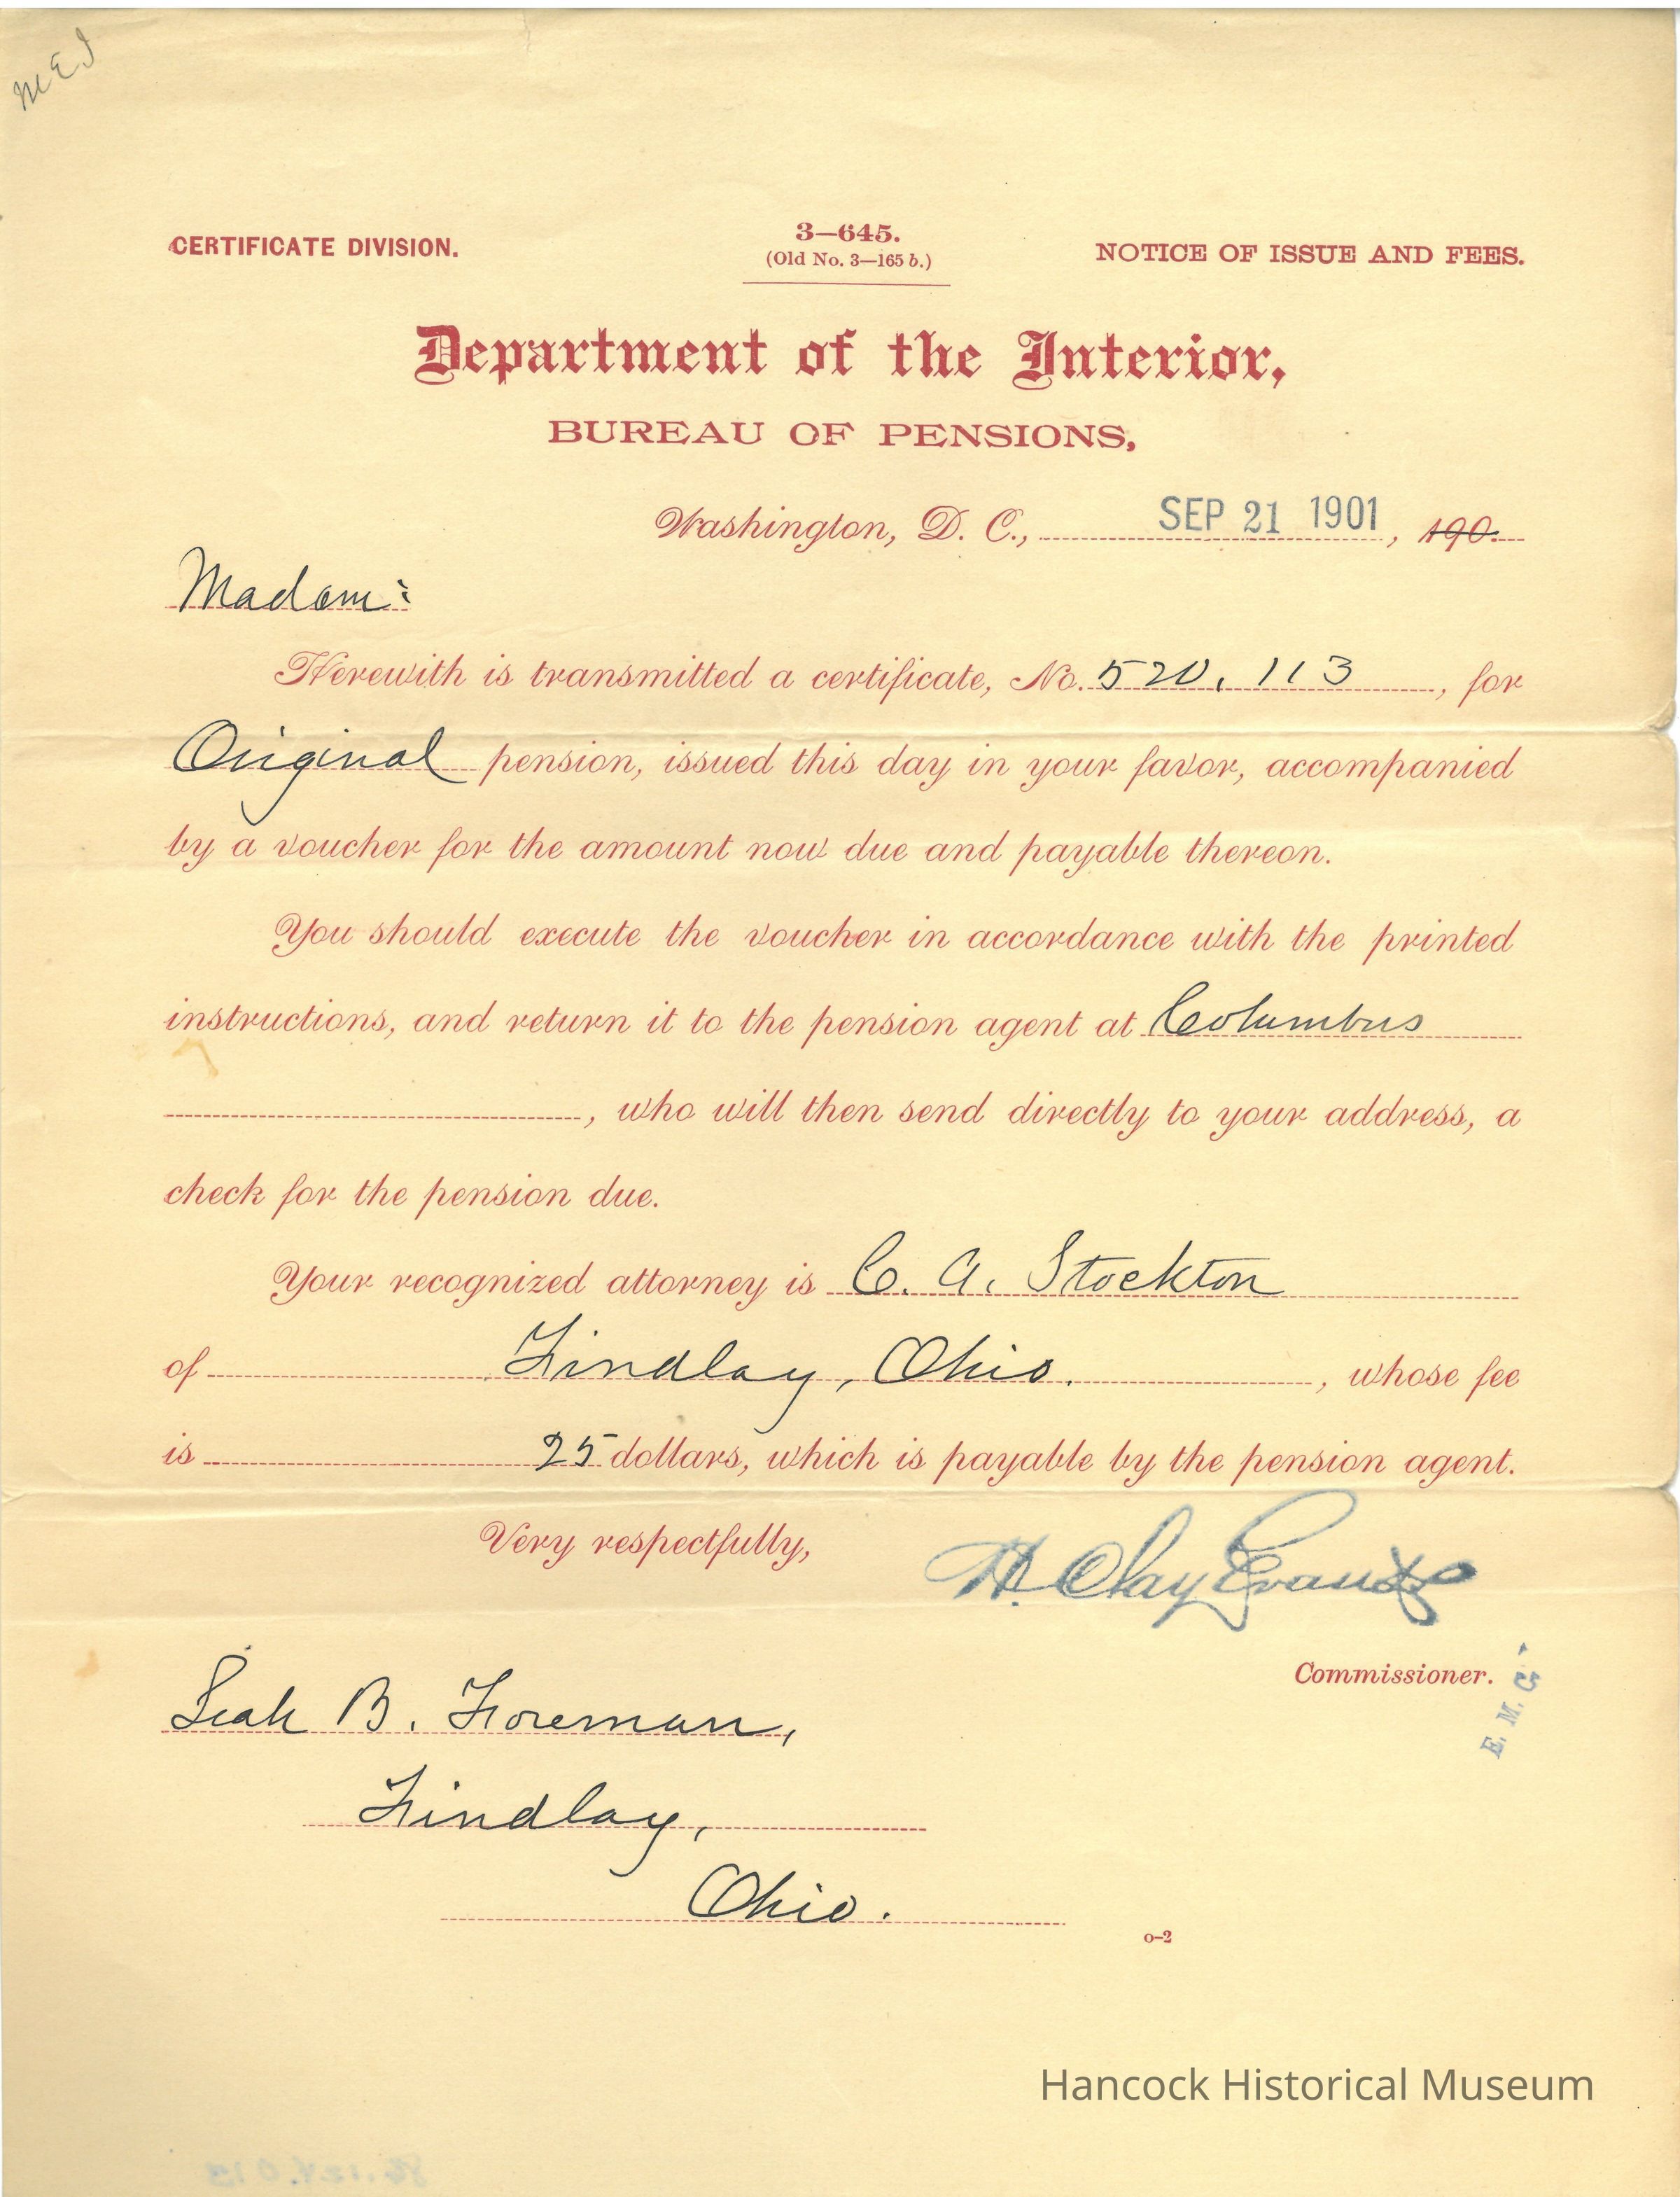 MEI
CERTIFICATE DIVISION.
3—645.
(Old No. 3—165 b.)
NOTICE OF ISSUE AND FEES.
Department of the Interior,
BUREAU OF PENSIONS,
Washington, D. C., SEP 21 1901, 190
Madam:
Herewith is transmitted a certificate, No. 520,113, for
Original pension, issued this day in your favor, accompanied
by a voucher for the amount now due and payable thereon.
You should execute the voucher in accordance with the printed
instructions, and return it to the pension agent at Columbus
, who will then send directly to your address, a
check for the pension due.
Your recognized attorney is C. A. Stockton
of Findlay, Ohio. , whose fee
is 25 dollars, which is payable by the pension agent.
Very respectfully,
H. Clay Evans
Commissioner.
E. M. C.
Leah B. Foreman,
Findlay,
Ohio.
o—2
Hancock Historical Museum